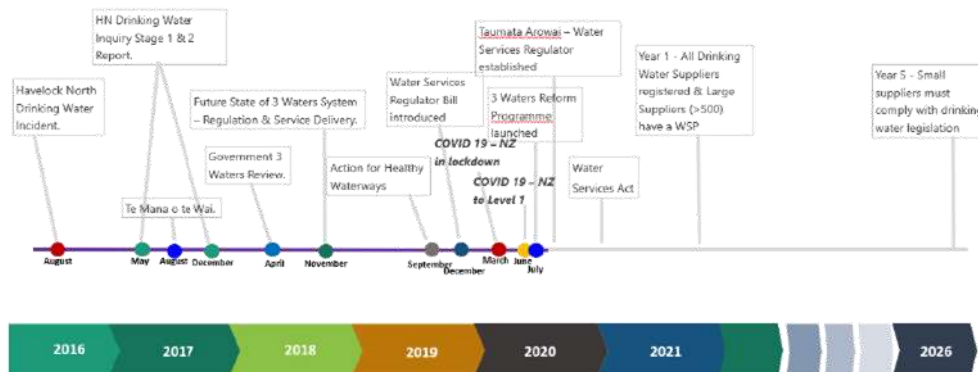 HN Drinking Water
Inquiry Stage 1 & 2
Report.
Taumata Arowai – Water
Services Regulator
established
Havelock North
Drinking Water
Incident.
Future State of 3 Waters System
– Regulation & Service Delivery.
Water Services
Regulator Bill
introduced
3 Waters Reform
Programme
launched
Year 1 - All Drinking
Water Suppliers
registered & Large
Suppliers (>500)
have a WSP
Year 5 - Small
suppliers must
comply with drinking
water legislation
COVID 19 – NZ
in lockdown
Government 3
Waters Review.
Action for Healthy
Waterways
COVID 19 – NZ
to Level 1
Water
Services Act
Te Mana o te Wai.
August
May
August
December
April
November
September
December
March
June
July
2016
2017
2018
2019
2020
2021
2026